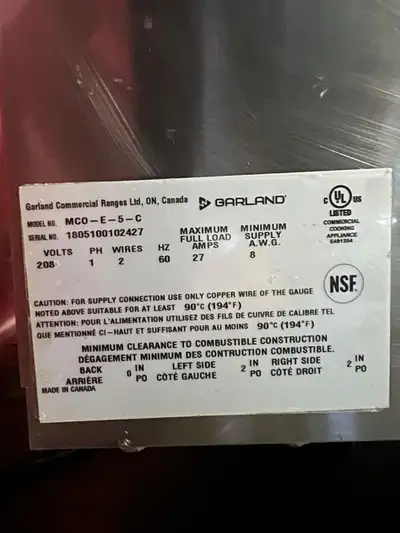 Garland Commercial Ranges Ltd, ON, Canada GARLAND
MODEL NO. MCO-E-5-C
SERIAL NO. 1805100102427
C UL US
LISTED
COMMERCIAL
COOKING
APPLIANCE
VOLTS PH WIRES HZ MAXIMUM FULL LOAD AMPS MINIMUM SUPPLY A.W.G.
208 1 2 60 27 8
NSF
CAUTION: FOR SUPPLY CONNECTION USE ONLY COPPER WIRE OF THE GAUGE
NOTED ABOVE SUITABLE FOR AT LEAST 90°C (194°F)
ATTENTION: POUR L'ALIMENTATION UTILISEZ DES FILS DE CUIVRE DE CALIBRE TEL
QUE MENTIONNÉ CI-HAUT ET SUFFISANT POUR AU MOINS 90°C (194°F)
MINIMUM CLEARANCE TO COMBUSTIBLE CONSTRUCTION
DÉGAGEMENT MINIMUM DES CONTRUCTION COMBUSTIBLE.
BACK 0 IN LEFT SIDE 2 IN RIGHT SIDE 2 IN
ARRIÈRE PO CÔTÉ GAUCHE PO CÔTÉ DROIT PO
MADE IN CANADA